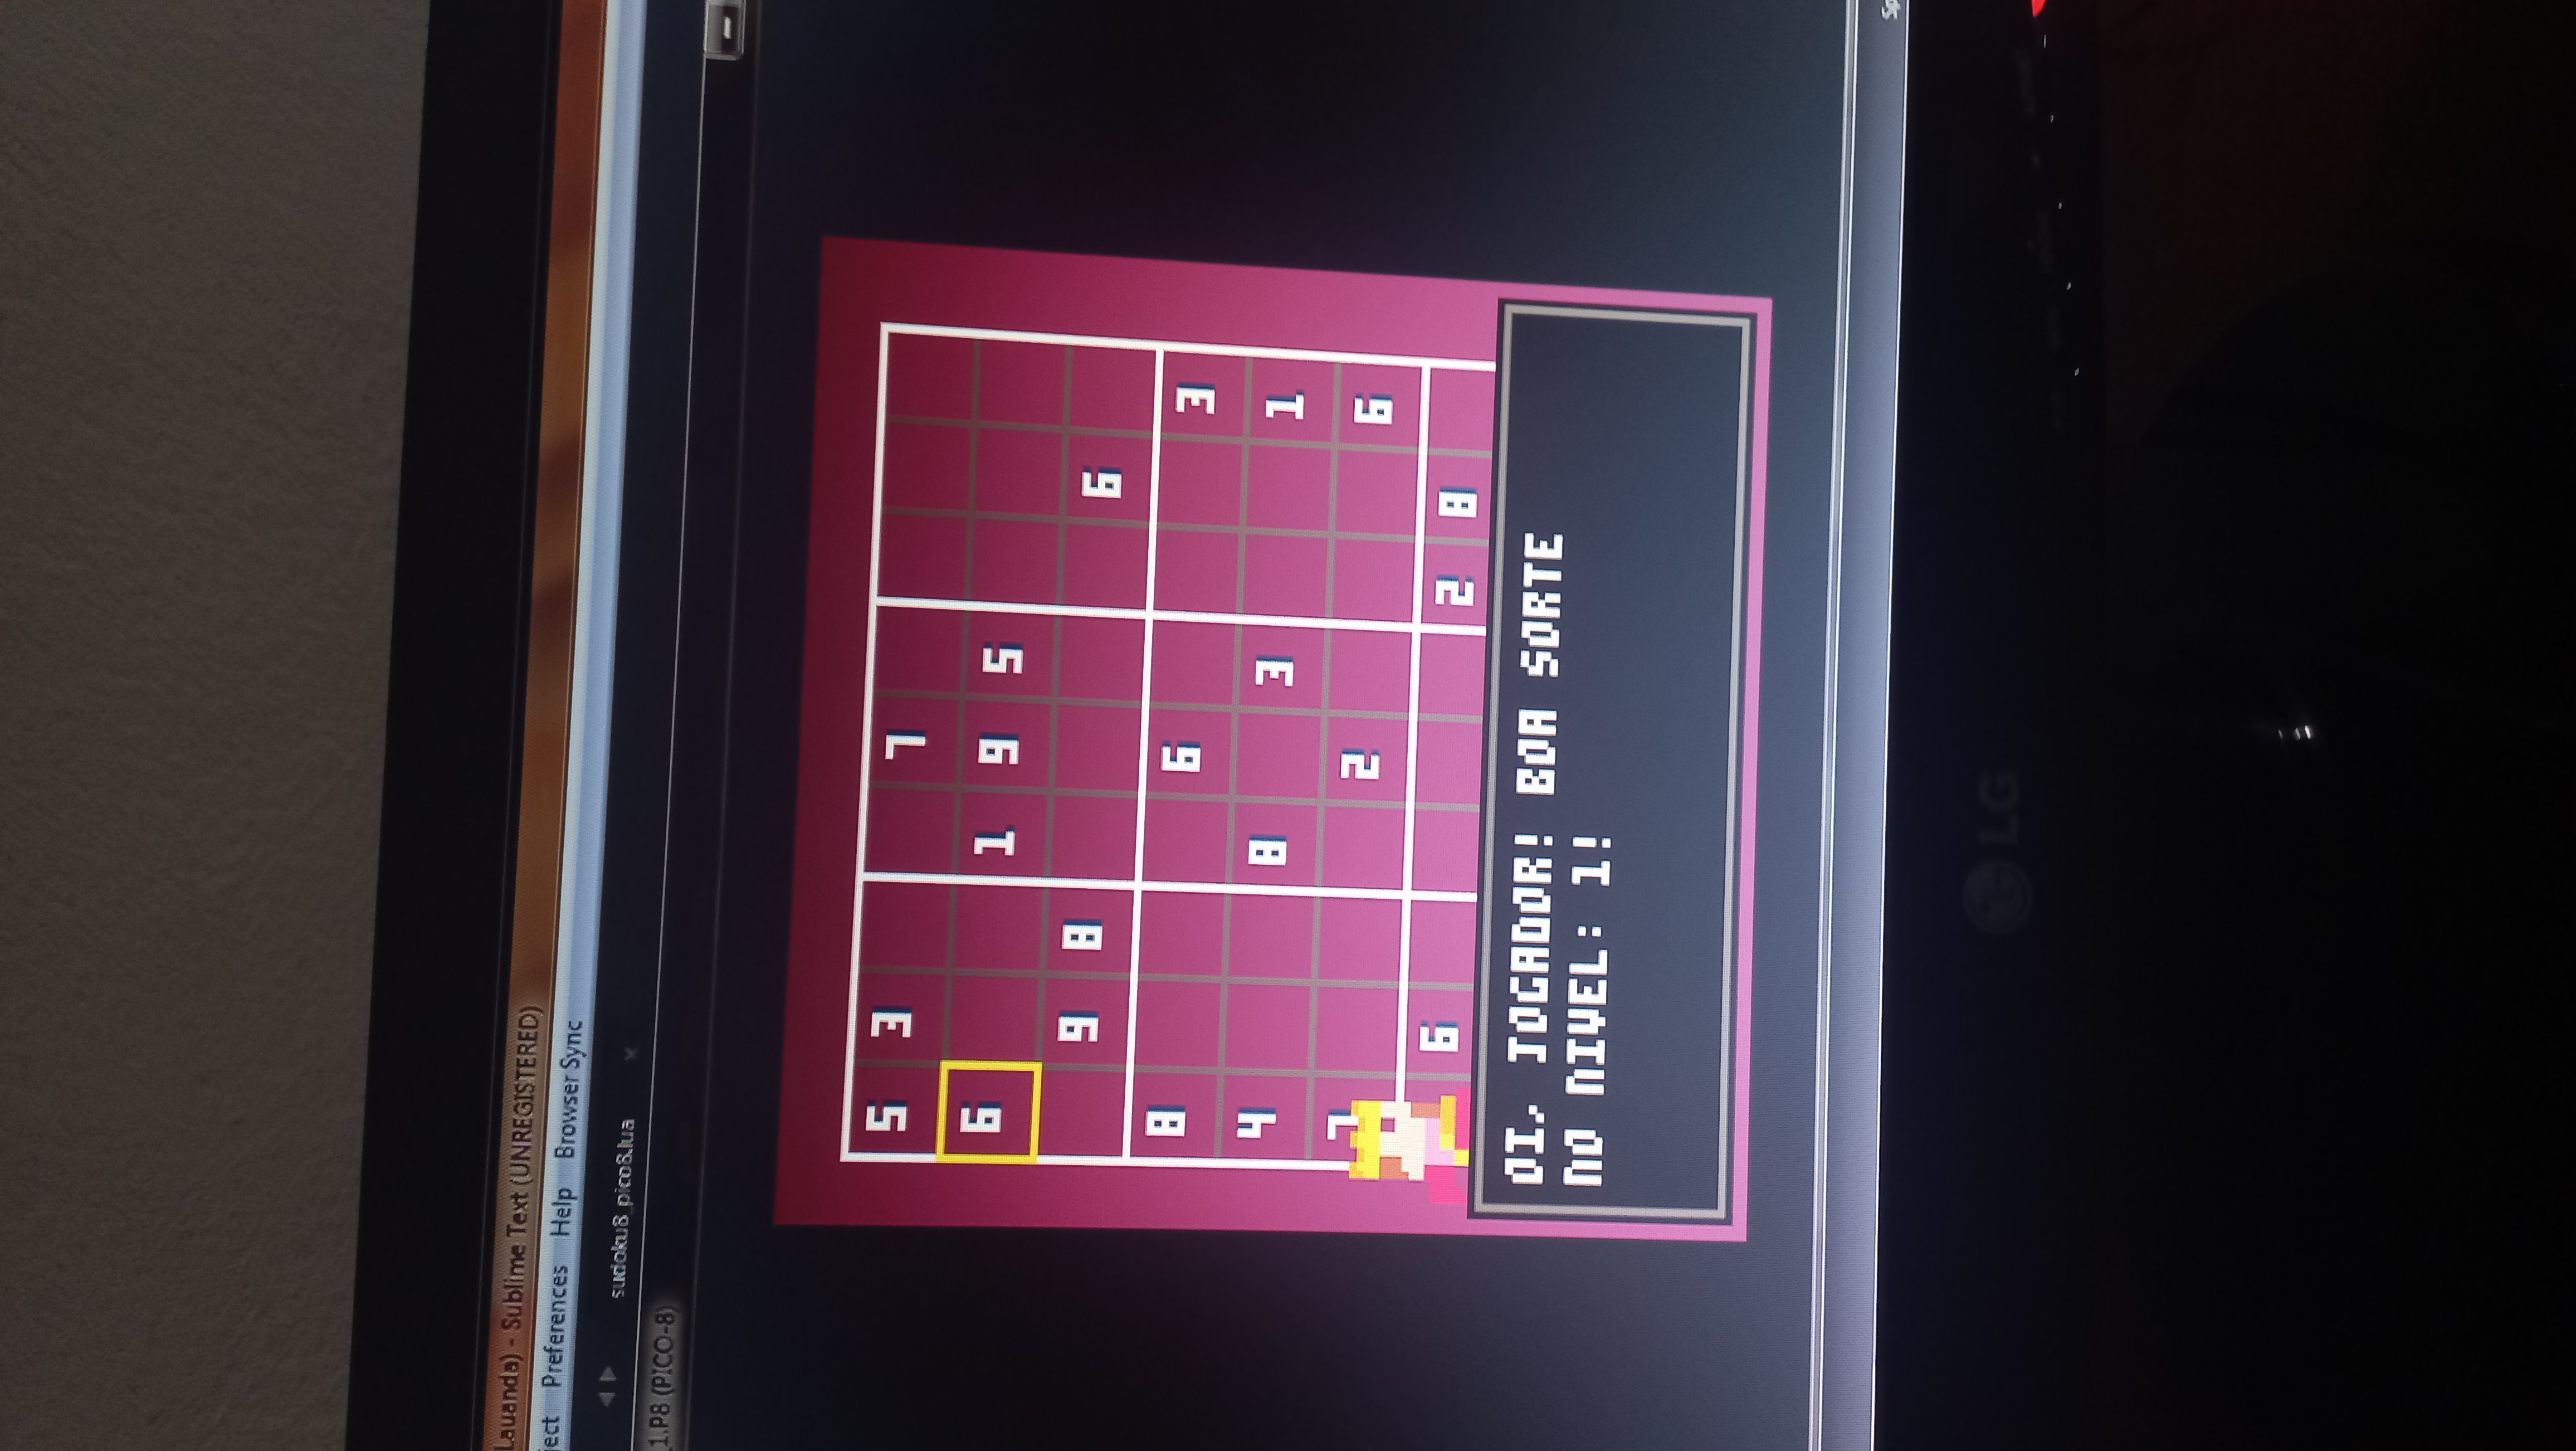 Lauanda) - Sublime Text (UNREGISTERED)
ject Preferences Help Browser Sync
sudoku8_pico8.lua
_1.P8 (PICO-8)
5 3 7
6 1 9 5
9 8 6
8 6 3
4 8 3 1
7 2 6
6 2 8
OI, JOGADOR! BOA SORTE
NO NIVEL: 1!
Sp
LG